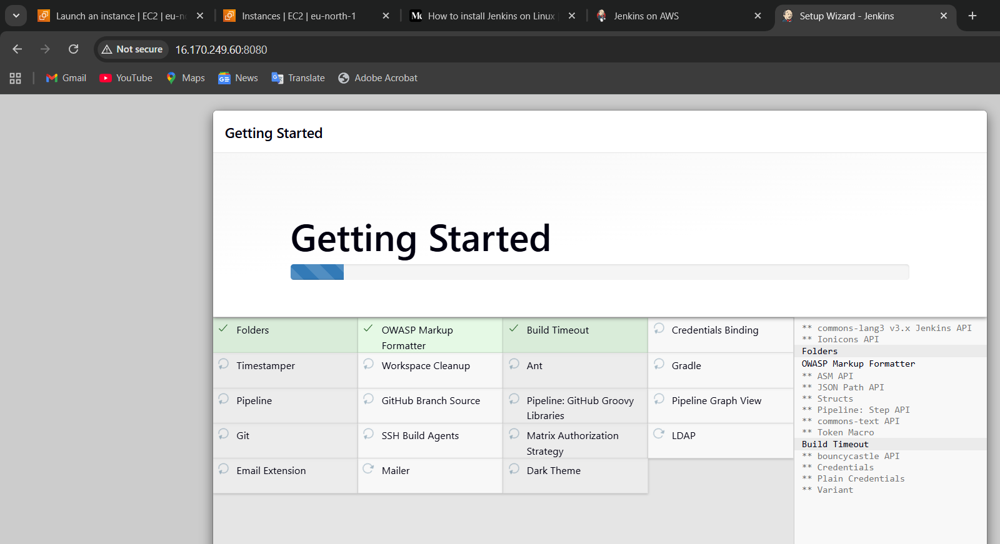 Launch an instance | EC2 | eu-n
Instances | EC2 | eu-north-1
How to install Jenkins on Linux
Jenkins on AWS
Setup Wizard - Jenkins
Not secure
16.170.249.60:8080
Gmail
YouTube
Maps
News
Translate
Adobe Acrobat
Getting Started
Getting Started
Folders
OWASP Markup
Formatter
Build Timeout
Credentials Binding
Timestamper
Workspace Cleanup
Ant
Gradle
Pipeline
GitHub Branch Source
Pipeline: GitHub Groovy
Libraries
Pipeline Graph View
Git
SSH Build Agents
Matrix Authorization
Strategy
LDAP
Email Extension
Mailer
Dark Theme
** commons-lang3 v3.x Jenkins API
** Ionicons API
Folders
OWASP Markup Formatter
** ASM API
** JSON Path API
** Structs
** Pipeline: Step API
** commons-text API
** Token Macro
Build Timeout
** bouncycastle API
** Credentials
** Plain Credentials
** Variant